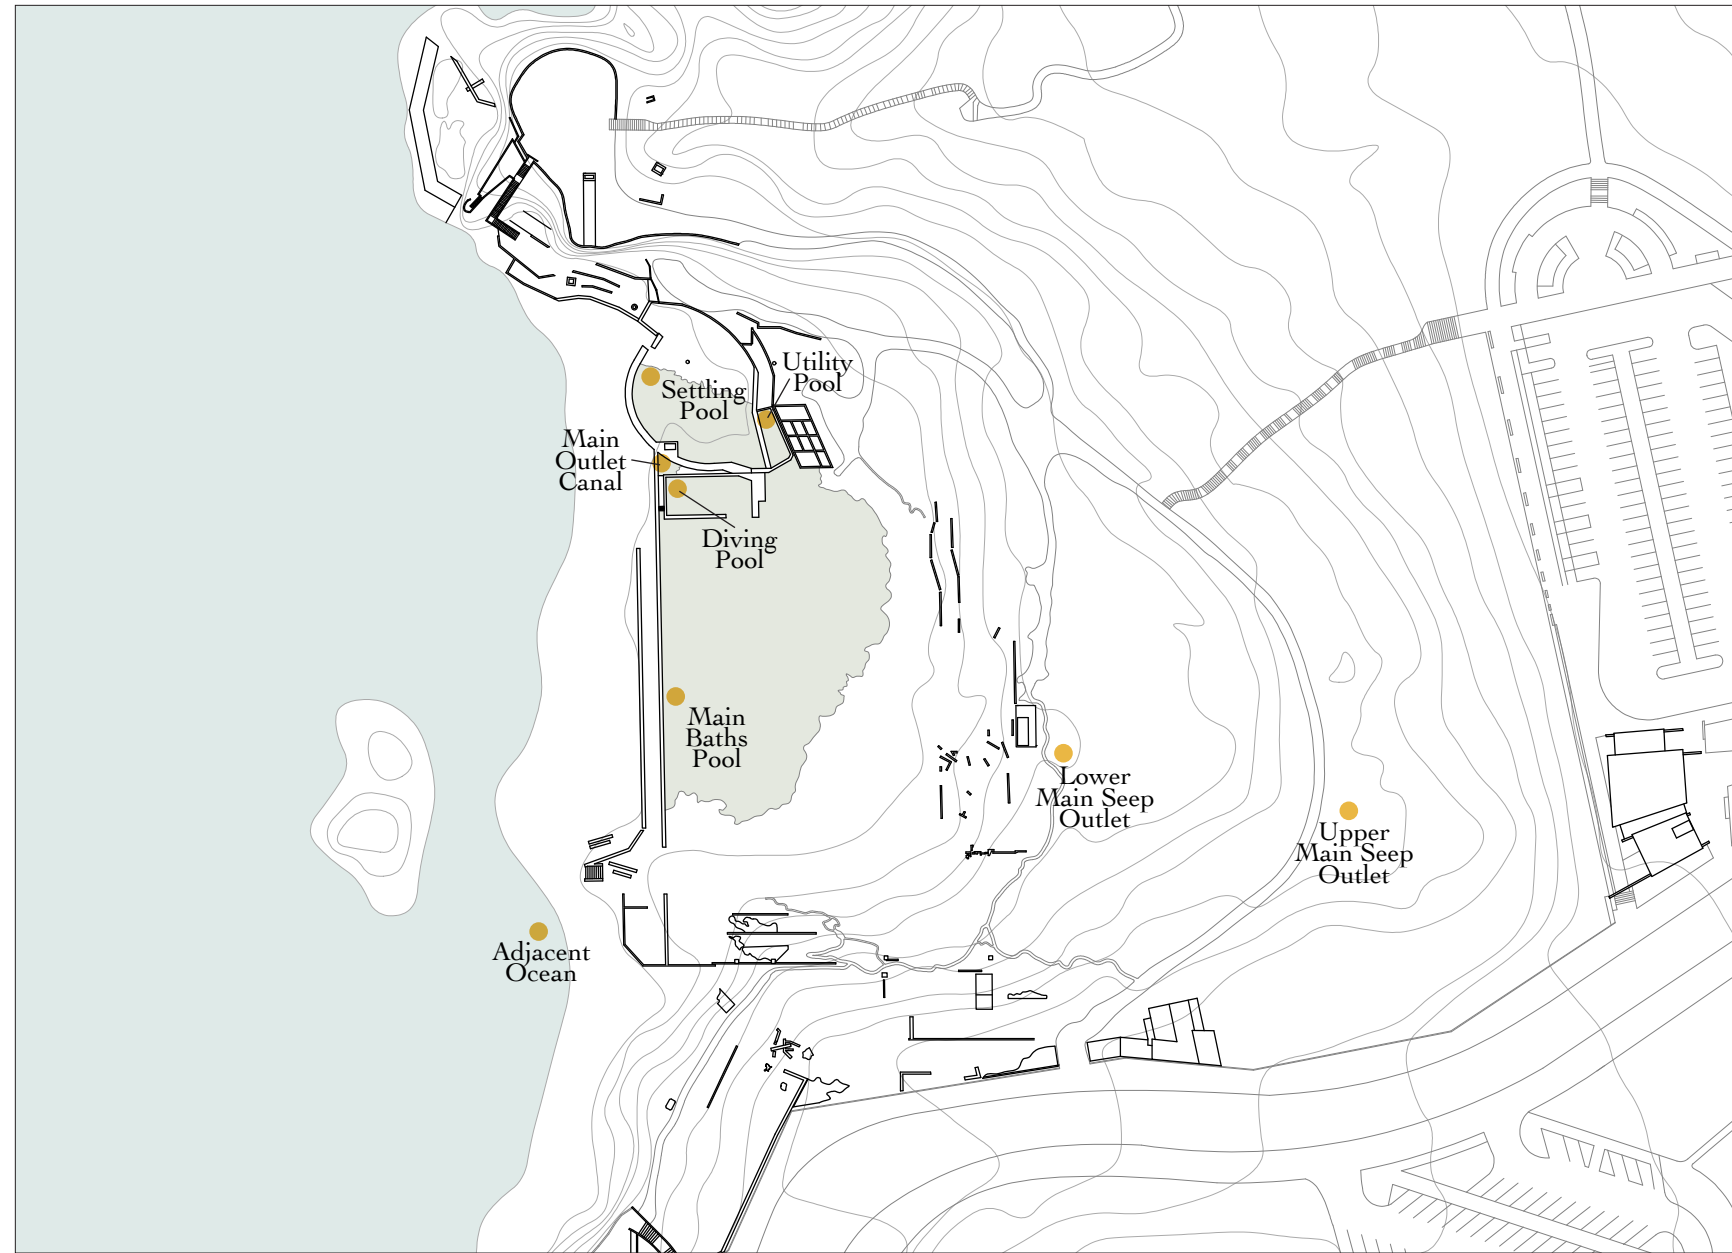 Utility
Pool
Settling
Pool
Main
Outlet
Canal
Diving
Pool
Main
Baths
Pool
Lower
Main Seep
Outlet
Upper
Main Seep
Outlet
Adjacent
Ocean